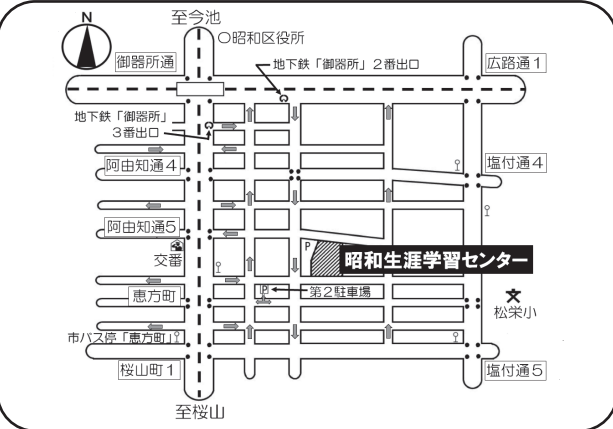 至今池
N
○昭和区役所
御器所通
地下鉄「御器所」2番出口
広路通1
地下鉄「御器所」
3番出口
阿由知通4
塩付通4
阿由知通5
交番
P
昭和生涯学習センター
恵方町
P
第2駐車場
文
松栄小
市バス停「恵方町」
桜山町1
塩付通5
至桜山